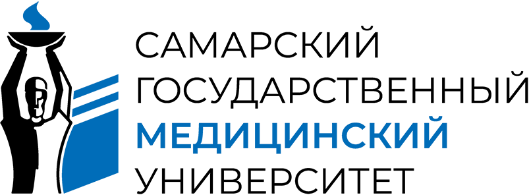 САМАРСКИЙ
ГОСУДАРСТВЕННЫЙ
МЕДИЦИНСКИЙ
УНИВЕРСИТЕТ